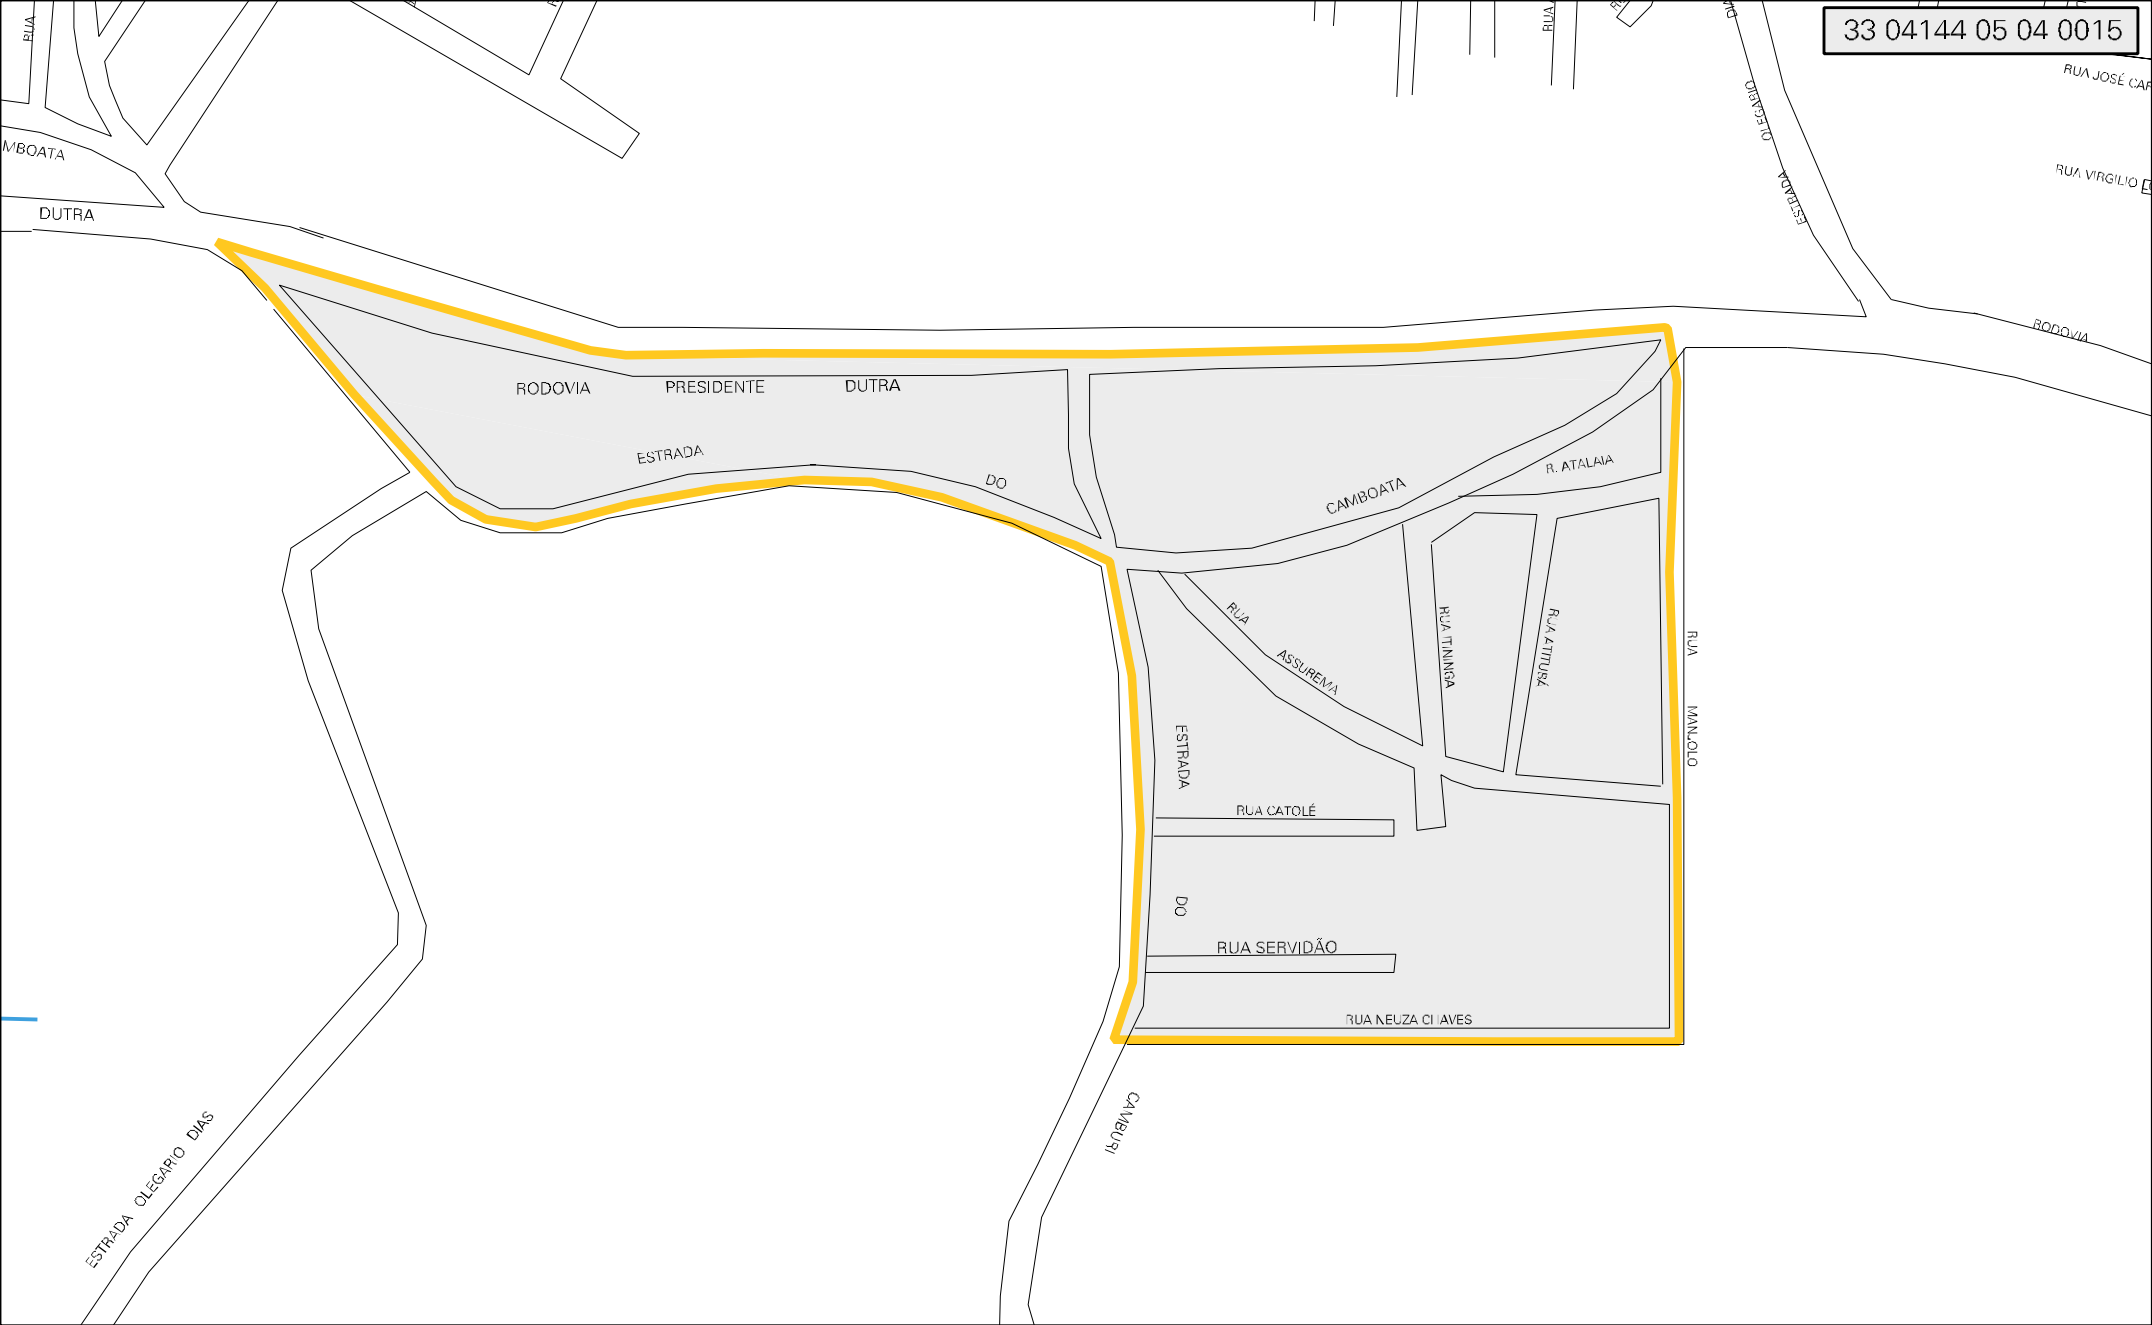 33 04144 05 04 0015
RUA
RUA
RUA JOSÉ CAR
MBOATA
OLEGARIO
RUA VIRGILIO
ESTRADA
DUTRA
RODOVIA
RODOVIA PRESIDENTE DUTRA
ESTRADA DO CAMBOATA
R. ATALAIA
RUA ASSUREMA
RUA ITININGA
RUA ATITUBÁ
RUA MANJOLO
ESTRADA DO CAMBURI
RUA CATOLÉ
RUA SERVIDÃO
RUA NEUZA CHAVES
ESTRADA OLEGARIO DIAS